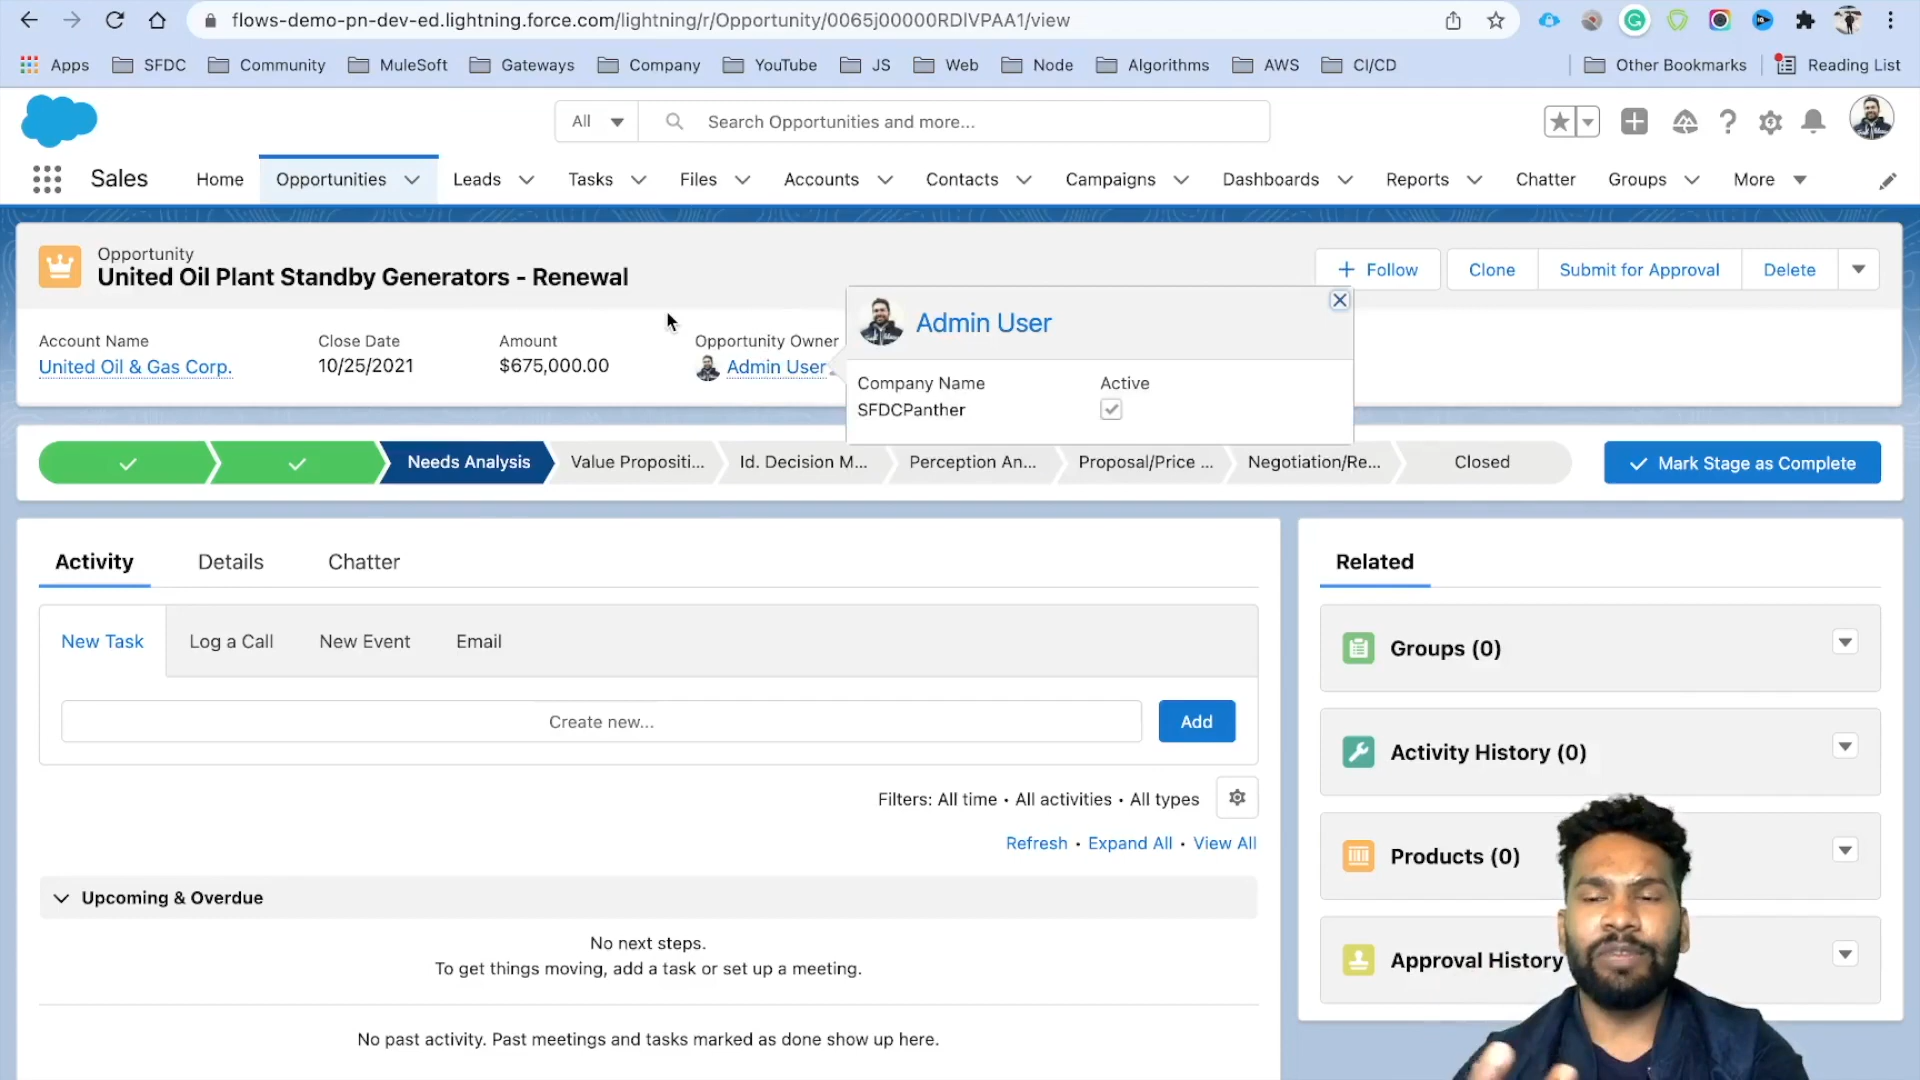 flows-demo-pn-dev-ed.lightning.force.com/lightning/r/Opportunity/0065j00000RDlVPAA1/view
Apps SFDC Community MuleSoft Gateways Company YouTube JS Web Node Algorithms AWS CI/CD Other Bookmarks Reading List
All Search Opportunities and more...
Sales Home Opportunities Leads Tasks Files Accounts Contacts Campaigns Dashboards Reports Chatter Groups More
Opportunity
United Oil Plant Standby Generators - Renewal
Follow Clone Submit for Approval Delete
Account Name Close Date Amount Opportunity Owner
United Oil & Gas Corp. 10/25/2021 $675,000.00 Admin User
Admin User
Company Name Active
SFDCPanther
Needs Analysis Value Propositi... Id. Decision M... Perception An... Proposal/Price ... Negotiation/Re... Closed Mark Stage as Complete
Activity Details Chatter
New Task Log a Call New Event Email
Create new... Add
Filters: All time • All activities • All types
Refresh • Expand All • View All
Upcoming & Overdue
No next steps.
To get things moving, add a task or set up a meeting.
No past activity. Past meetings and tasks marked as done show up here.
Related
Groups (0)
Activity History (0)
Products (0)
Approval History